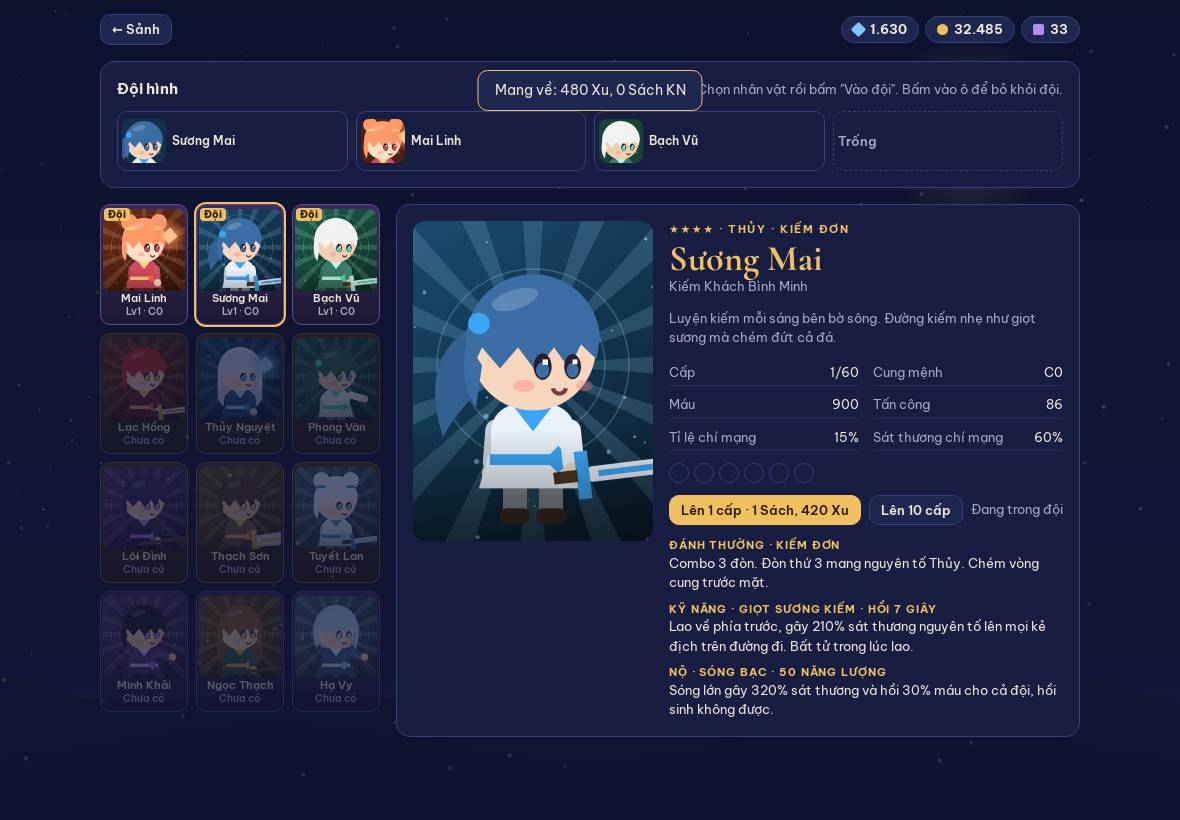 ← Sảnh
1.630
32.485
33
Đội hình
Mang về: 480 Xu, 0 Sách KN
Chọn nhân vật rồi bấm "Vào đội". Bấm vào ô để bỏ khỏi đội.
Sương Mai
Mai Linh
Bạch Vũ
Trống
Đội
Đội
Đội
Mai Linh
Sương Mai
Bạch Vũ
Lv1 · C0
Lv1 · C0
Lv1 · C0
Lạc Hồng
Thủy Nguyệt
Phong Vân
Chưa có
Chưa có
Chưa có
Lôi Đình
Thạch Sơn
Tuyết Lan
Chưa có
Chưa có
Chưa có
Minh Khải
Ngọc Thạch
Hạ Vy
Chưa có
Chưa có
Chưa có
★★★★ · THỦY · KIẾM ĐƠN
Sương Mai
Kiếm Khách Bình Minh
Luyện kiếm mỗi sáng bên bờ sông. Đường kiếm nhẹ như giọt
sương mà chém đứt cả đá.
Cấp 1/60
Cung mệnh C0
Máu 900
Tấn công 86
Tỉ lệ chí mạng 15%
Sát thương chí mạng 60%
Lên 1 cấp · 1 Sách, 420 Xu
Lên 10 cấp
Đang trong đội
ĐÁNH THƯỜNG · KIẾM ĐƠN
Combo 3 đòn. Đòn thứ 3 mang nguyên tố Thủy. Chém vòng
cung trước mặt.
KỸ NĂNG · GIỌT SƯƠNG KIẾM · HỒI 7 GIÂY
Lao về phía trước, gây 210% sát thương nguyên tố lên mọi kẻ
địch trên đường đi. Bất tử trong lúc lao.
NỘ · SÓNG BẠC · 50 NĂNG LƯỢNG
Sóng lớn gây 320% sát thương và hồi 30% máu cho cả đội, hồi
sinh không được.